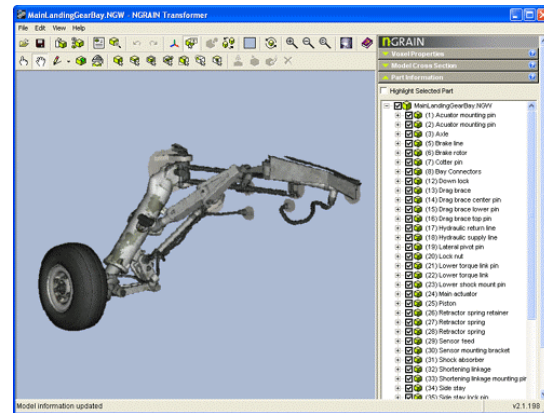 MainLandingGearBay.NGW - NGRAIN Transformer
File Edit View Help
NGRAIN
Voxel Properties
Model Cross Section
Part Information
Highlight Selected Part
MainLandingGearBay.NGW
(1) Acuator mounting pin
(2) Acuator mounting pin
(3) Axle
(5) Brake line
(6) Brake rotor
(7) Cotter pin
(8) Bay Connectors
(12) Down lock
(13) Drag brace
(14) Drag brace center pin
(15) Drag brace lower pin
(16) Drag brace top pin
(17) Hydraulic return line
(18) Hydraulic supply line
(19) Lateral pivot pin
(20) Lock nut
(21) Lower torque link pin
(22) Lower torque link
(23) Lower shock mount pin
(24) Main actuator
(25) Piston
(26) Retractor spring retainer
(27) Retractor spring
(28) Retractor spring
(29) Sensor feed
(30) Sensor mounting bracket
(31) Shock absorber
(32) Shortening linkage
(33) Shortening linkage mounting pir
(34) Side stay
(35) Side stay lock pin
Model information updated
v2.1.198